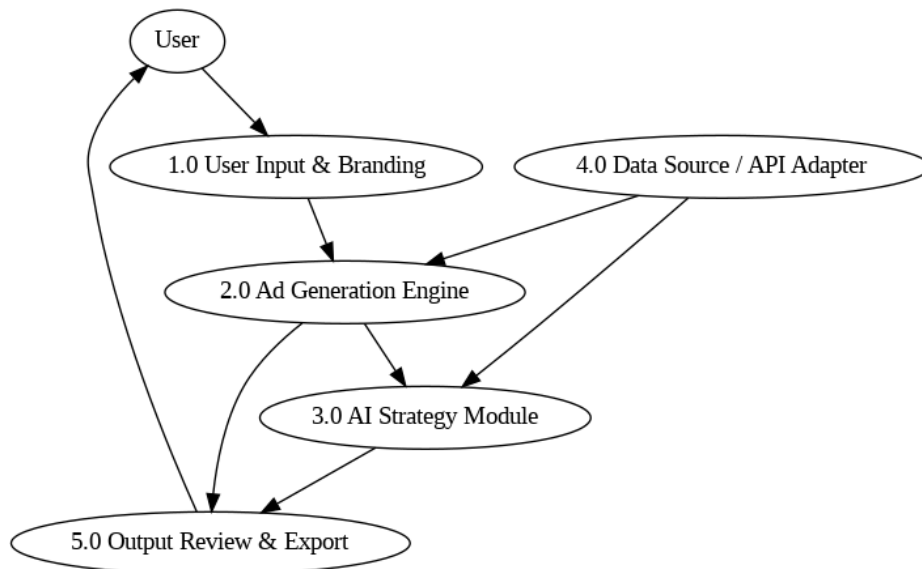 User
1.0 User Input & Branding
4.0 Data Source / API Adapter
2.0 Ad Generation Engine
3.0 AI Strategy Module
5.0 Output Review & Export